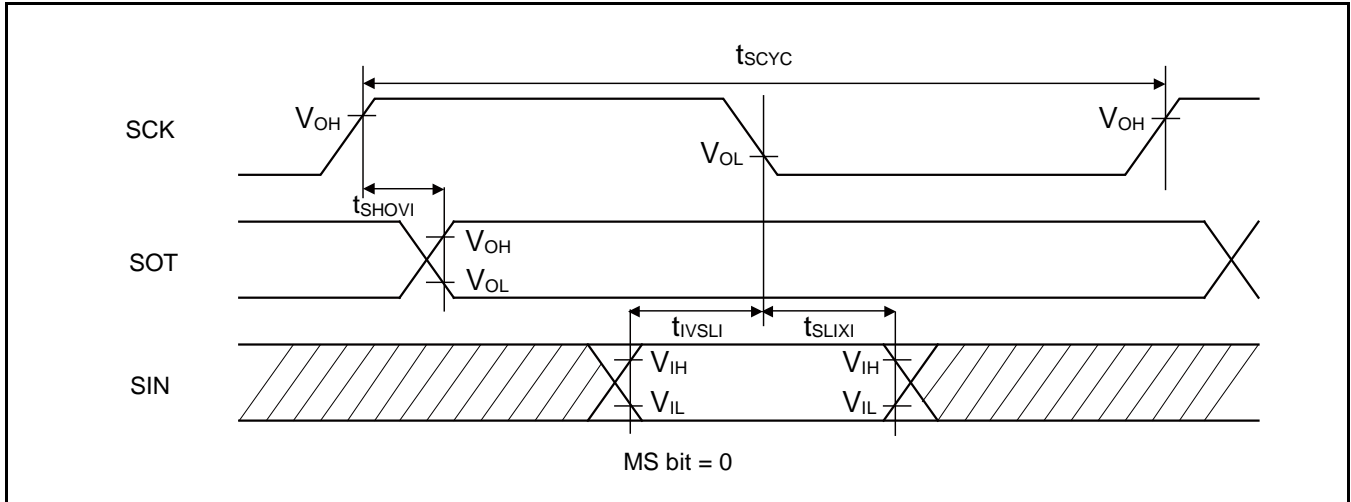 tSCYC
SCK
VOH
VOL
VOH
tSHOVI
SOT
VOH
VOL
tIVSLI
tSLIXI
SIN
VIH
VIL
VIH
VIL
MS bit = 0